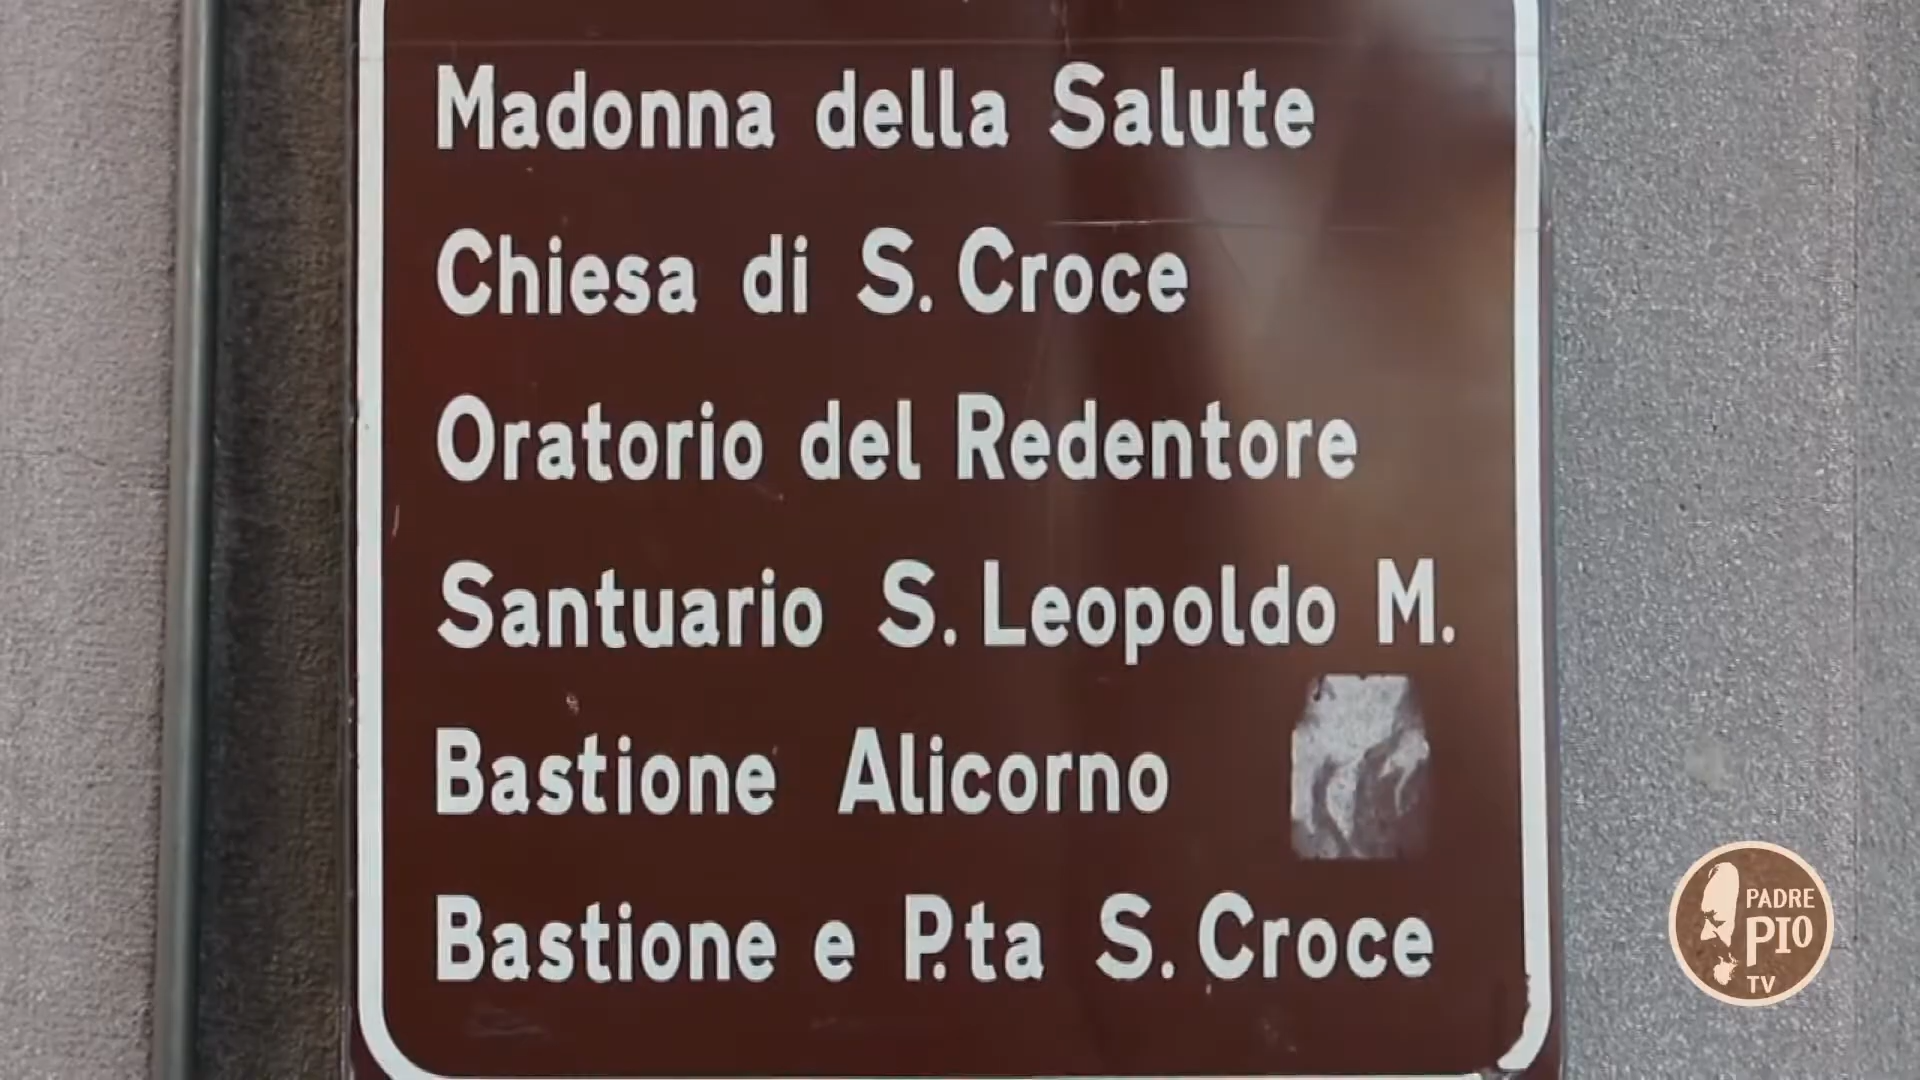 Madonna della Salute
Chiesa di S. Croce
Oratorio del Redentore
Santuario S. Leopoldo M.
Bastione Alicorno
Bastione e P.ta S. Croce
PADRE
PIO
TV